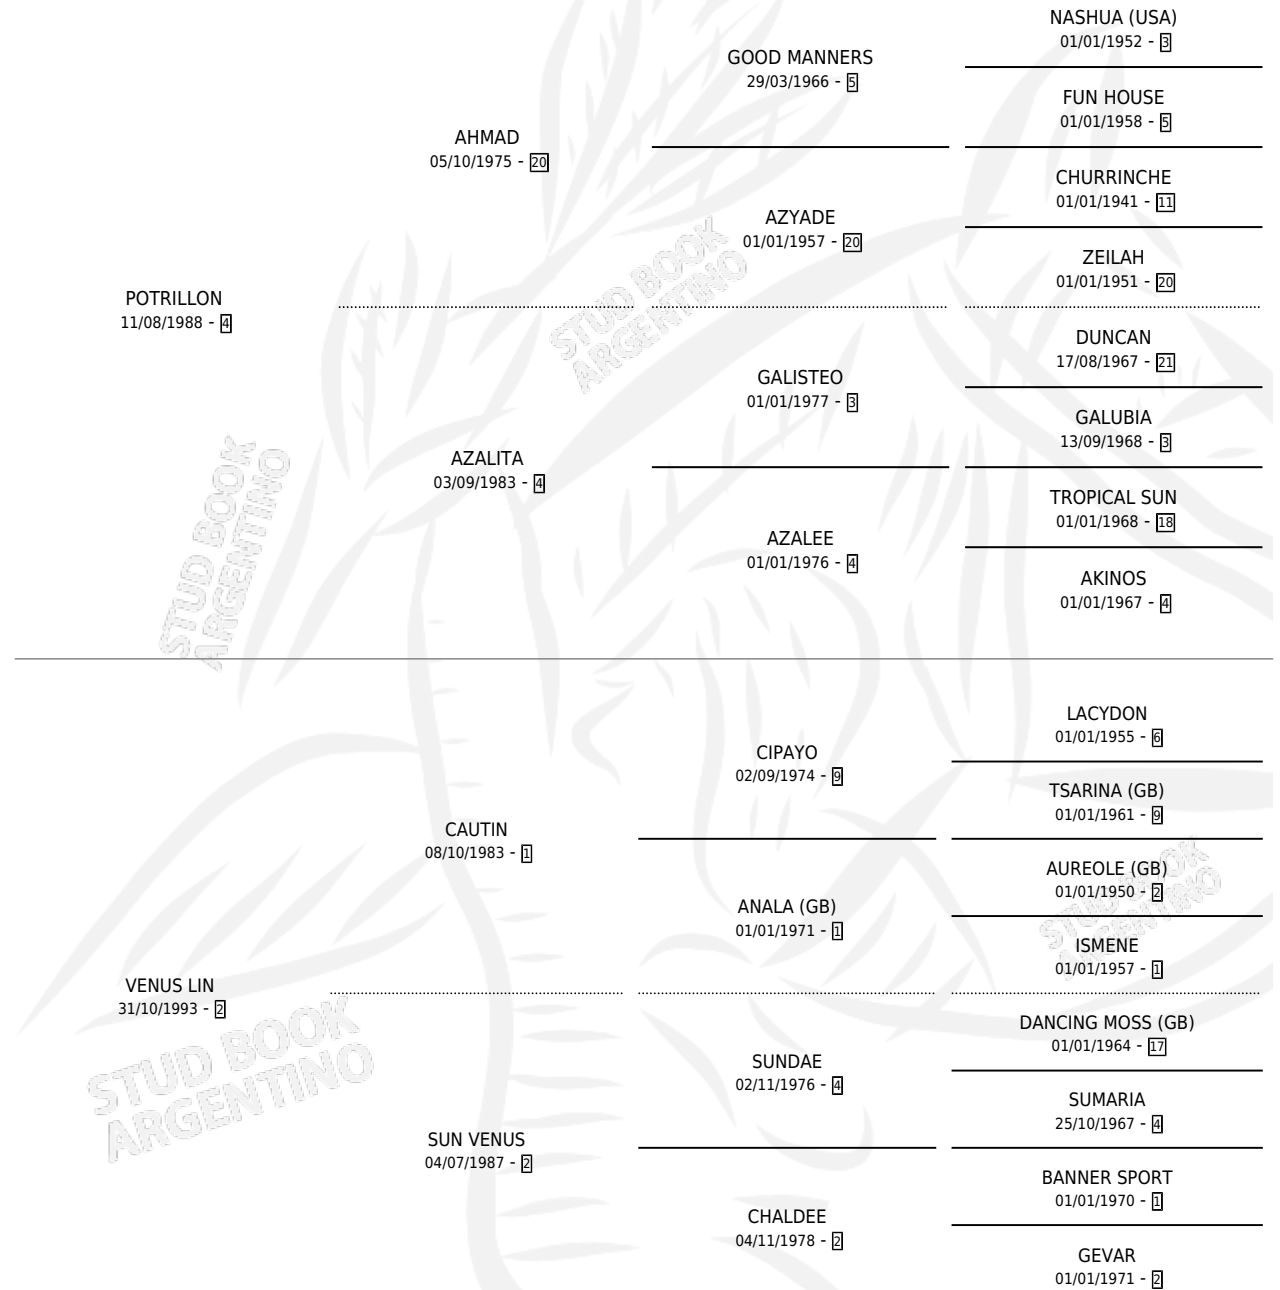 NASHUA (USA)
01/01/1952 - 3
GOOD MANNERS
29/03/1966 - 5
FUN HOUSE
01/01/1958 - 5
AHMAD
05/10/1975 - 20
CHURRINCHE
01/01/1941 - 11
AZYADE
01/01/1957 - 20
ZEILAH
01/01/1951 - 20
POTRILLON
11/08/1988 - 4
DUNCAN
17/08/1967 - 21
GALISTEO
01/01/1977 - 3
GALUBIA
13/09/1968 - 3
AZALITA
03/09/1983 - 4
TROPICAL SUN
01/01/1968 - 18
AZALEE
01/01/1976 - 4
AKINOS
01/01/1967 - 4
LACYDON
01/01/1955 - 6
CIPAYO
02/09/1974 - 9
TSARINA (GB)
01/01/1961 - 9
CAUTIN
08/10/1983 - 1
AUREOLE (GB)
01/01/1950 - 2
ANALA (GB)
01/01/1971 - 1
ISMENE
01/01/1957 - 1
VENUS LIN
31/10/1993 - 2
DANCING MOSS (GB)
01/01/1964 - 17
SUNDAE
02/11/1976 - 4
SUMARIA
25/10/1967 - 4
SUN VENUS
04/07/1987 - 2
BANNER SPORT
01/01/1970 - 1
CHALDEE
04/11/1978 - 2
GEVAR
01/01/1971 - 2
STUD BOOK
ARGENTINO
STUD BOOK
ARGENTINO
STUD BOOK
ARGENTINO
STUD BOOK
ARGENTINO